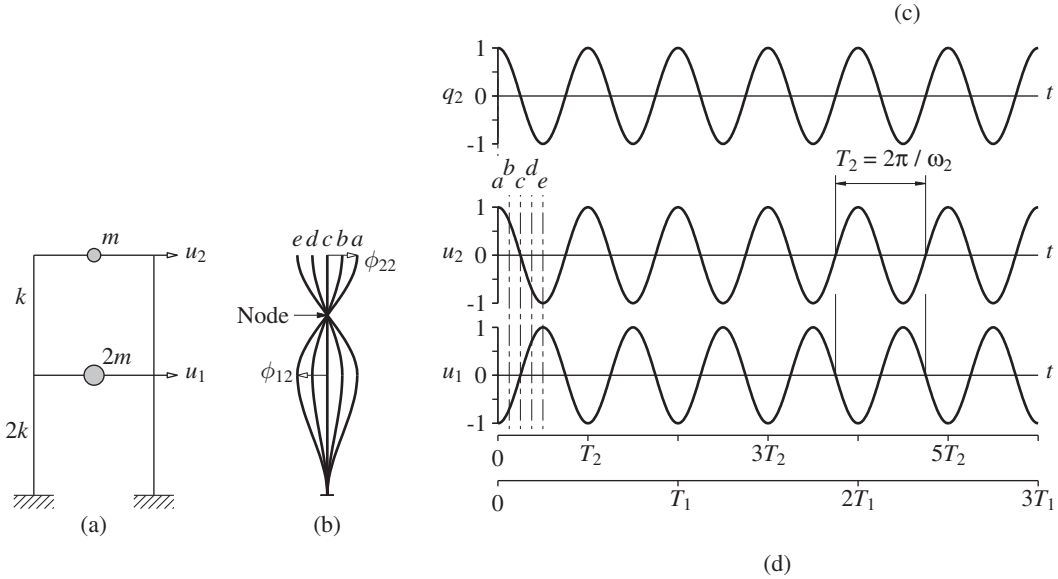 (c)
1
q2 0 t
-1
T2 = 2π / ω2
a b c d e
1
u2 0 t
-1
1
u1 0 t
-1
0 T2 3T2 5T2
0 T1 2T1 3T1
(d)
m
u2
k
2m
u1
2k
(a)
e d c b a
ϕ22
Node
ϕ12
(b)